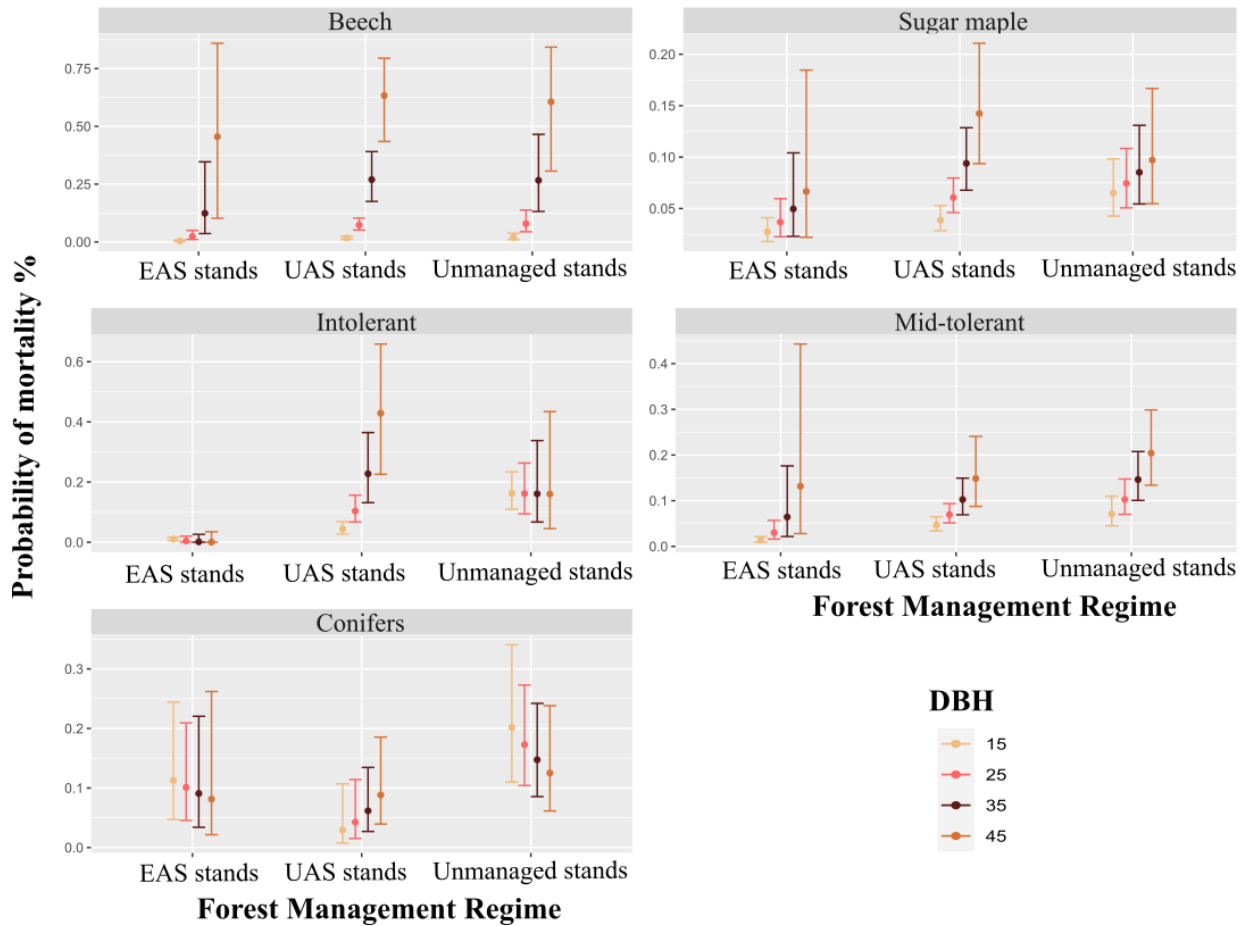 Probability of mortality %
Beech
0.75
0.50
0.25
0.00
EAS stands UAS stands Unmanaged stands
Sugar maple
0.20
0.15
0.10
0.05
EAS stands UAS stands Unmanaged stands
Intolerant
0.6
0.4
0.2
0.0
EAS stands UAS stands Unmanaged stands
Mid-tolerant
0.4
0.3
0.2
0.1
0.0
EAS stands UAS stands Unmanaged stands
Forest Management Regime
Conifers
0.3
0.2
0.1
0.0
EAS stands UAS stands Unmanaged stands
Forest Management Regime
DBH
15
25
35
45